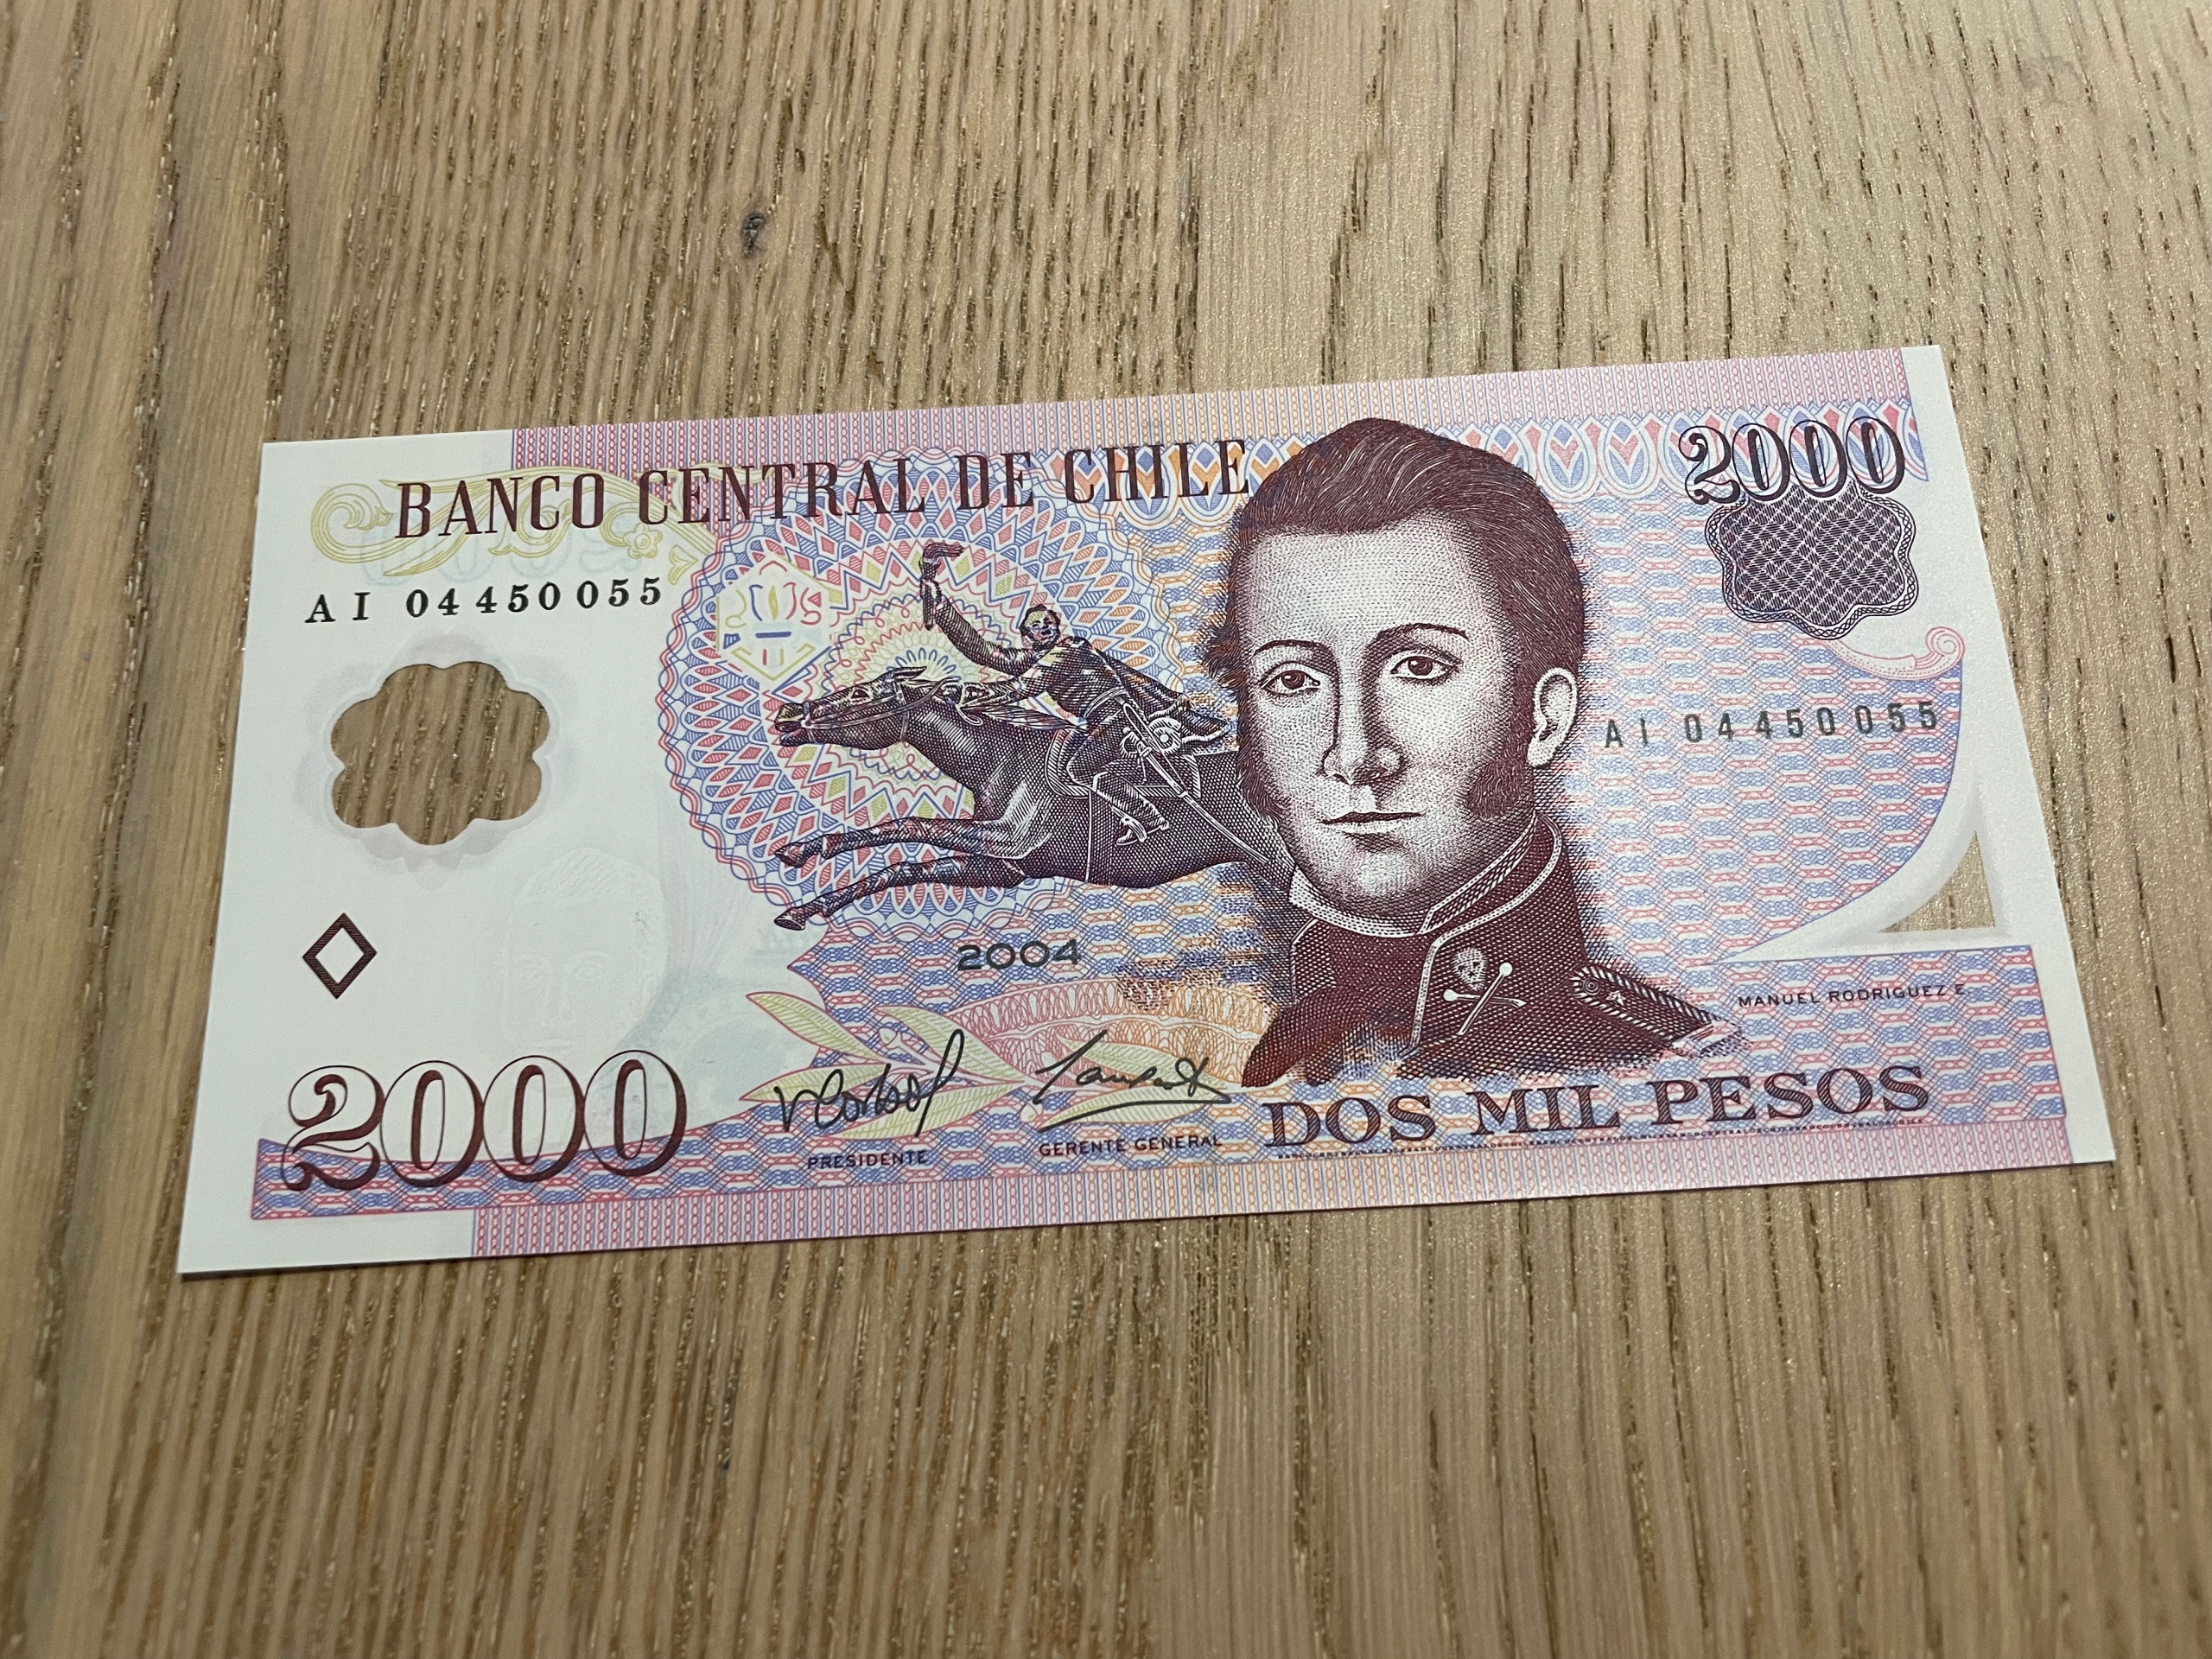 BANCO CENTRAL DE CHILE
2000
AI 04450055
AI 04450055
2004
MANUEL RODRIGUEZ E
2000
PRESIDENTE
GERENTE GENERAL
DOS MIL PESOS